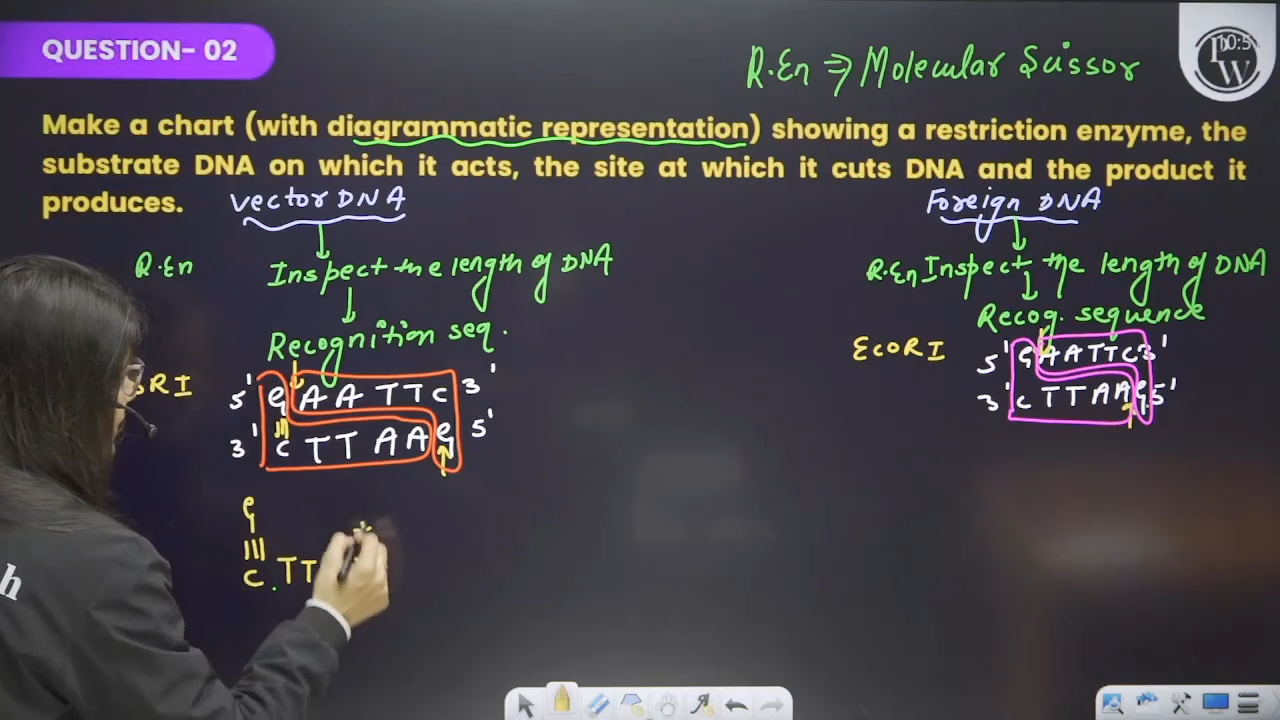 QUESTION- 02
R.En ⇒ Molecular Scissor
10:5
W
Make a chart (with diagrammatic representation) showing a restriction enzyme, the
substrate DNA on which it acts, the site at which it cuts DNA and the product it
produces.
Vector DNA
Foreign DNA
R.En
Inspect the length of DNA
R.En Inspect the length of DNA
Recognition seq.
Recog. sequence
RI
5' G A A T T C 3'
3' C T T A A G 5'
ECORI
5' G A A T T C 3'
3' C T T A A G 5'
G
C T T
h